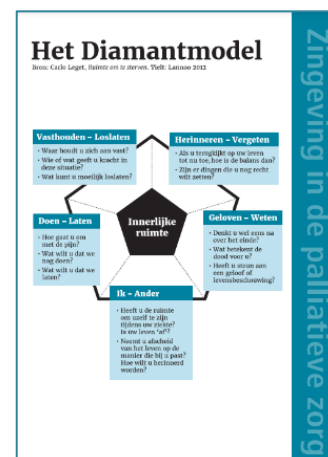 Het Diamantmodel
Bron: Carlo Leget, Ruimte om te sterven. Tielt: Lannoo 2012
Vasthouden – Loslaten
• Waar houdt u zich aan vast?
• Wie of wat geeft u kracht in
deze situatie?
• Wat kunt u moeilijk loslaten?
Herinneren – Vergeten
• Als u terugkijkt op uw leven
tot nu toe, hoe is de balans dan?
• Zijn er dingen die u nog recht
wilt zetten?
Doen – Laten
• Hoe gaat u om
met de pijn?
• Wat wilt u dat we
nog doen?
• Wat wilt u dat we
laten?
Innerlijke
ruimte
Geloven – Weten
• Denkt u wel eens na
over het einde?
• Wat betekent de
dood voor u?
• Heeft u steun aan
een geloof of
levensbeschouwing?
Ik – Ander
• Heeft u de ruimte
om uzelf te zijn
tijdens uw ziekte?
Is uw leven 'af'?
• Neemt u afscheid
van het leven op de
manier die bij u past?
Hoe wilt u herinnerd
worden?
Zingeving in de palliatieve zorg